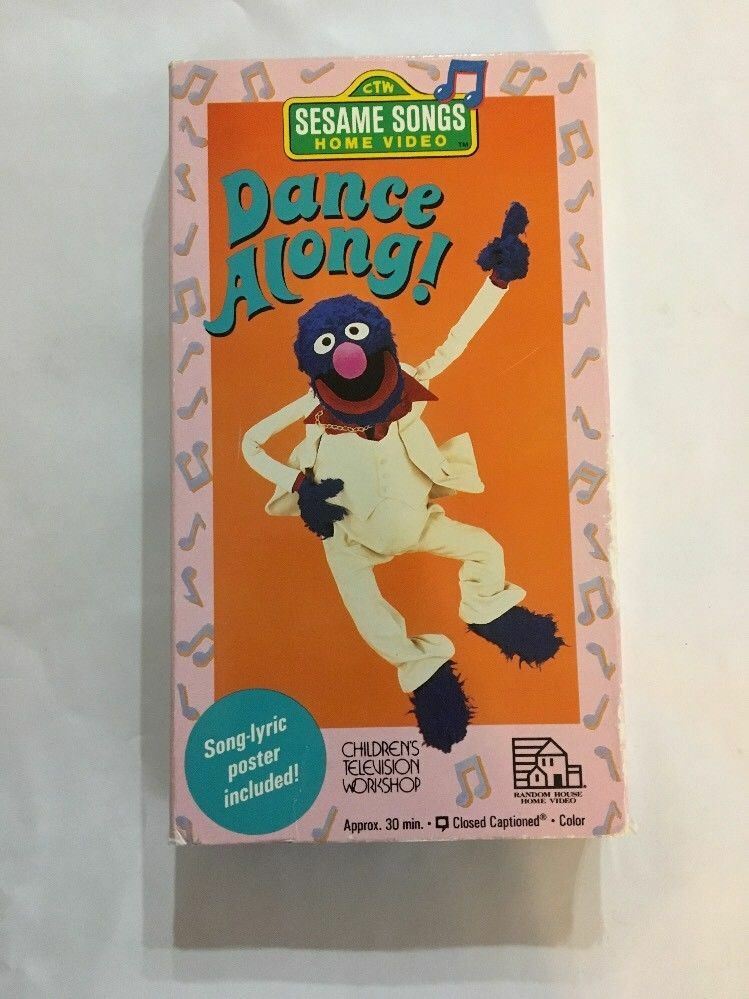 CTW
SESAME SONGS
HOME VIDEO TM
Dance
Along!
Song-lyric
poster
included!
CHILDREN'S
TELEVISION
WORKSHOP
RANDOM HOUSE
HOME VIDEO
Approx. 30 min. • Closed Captioned® • Color